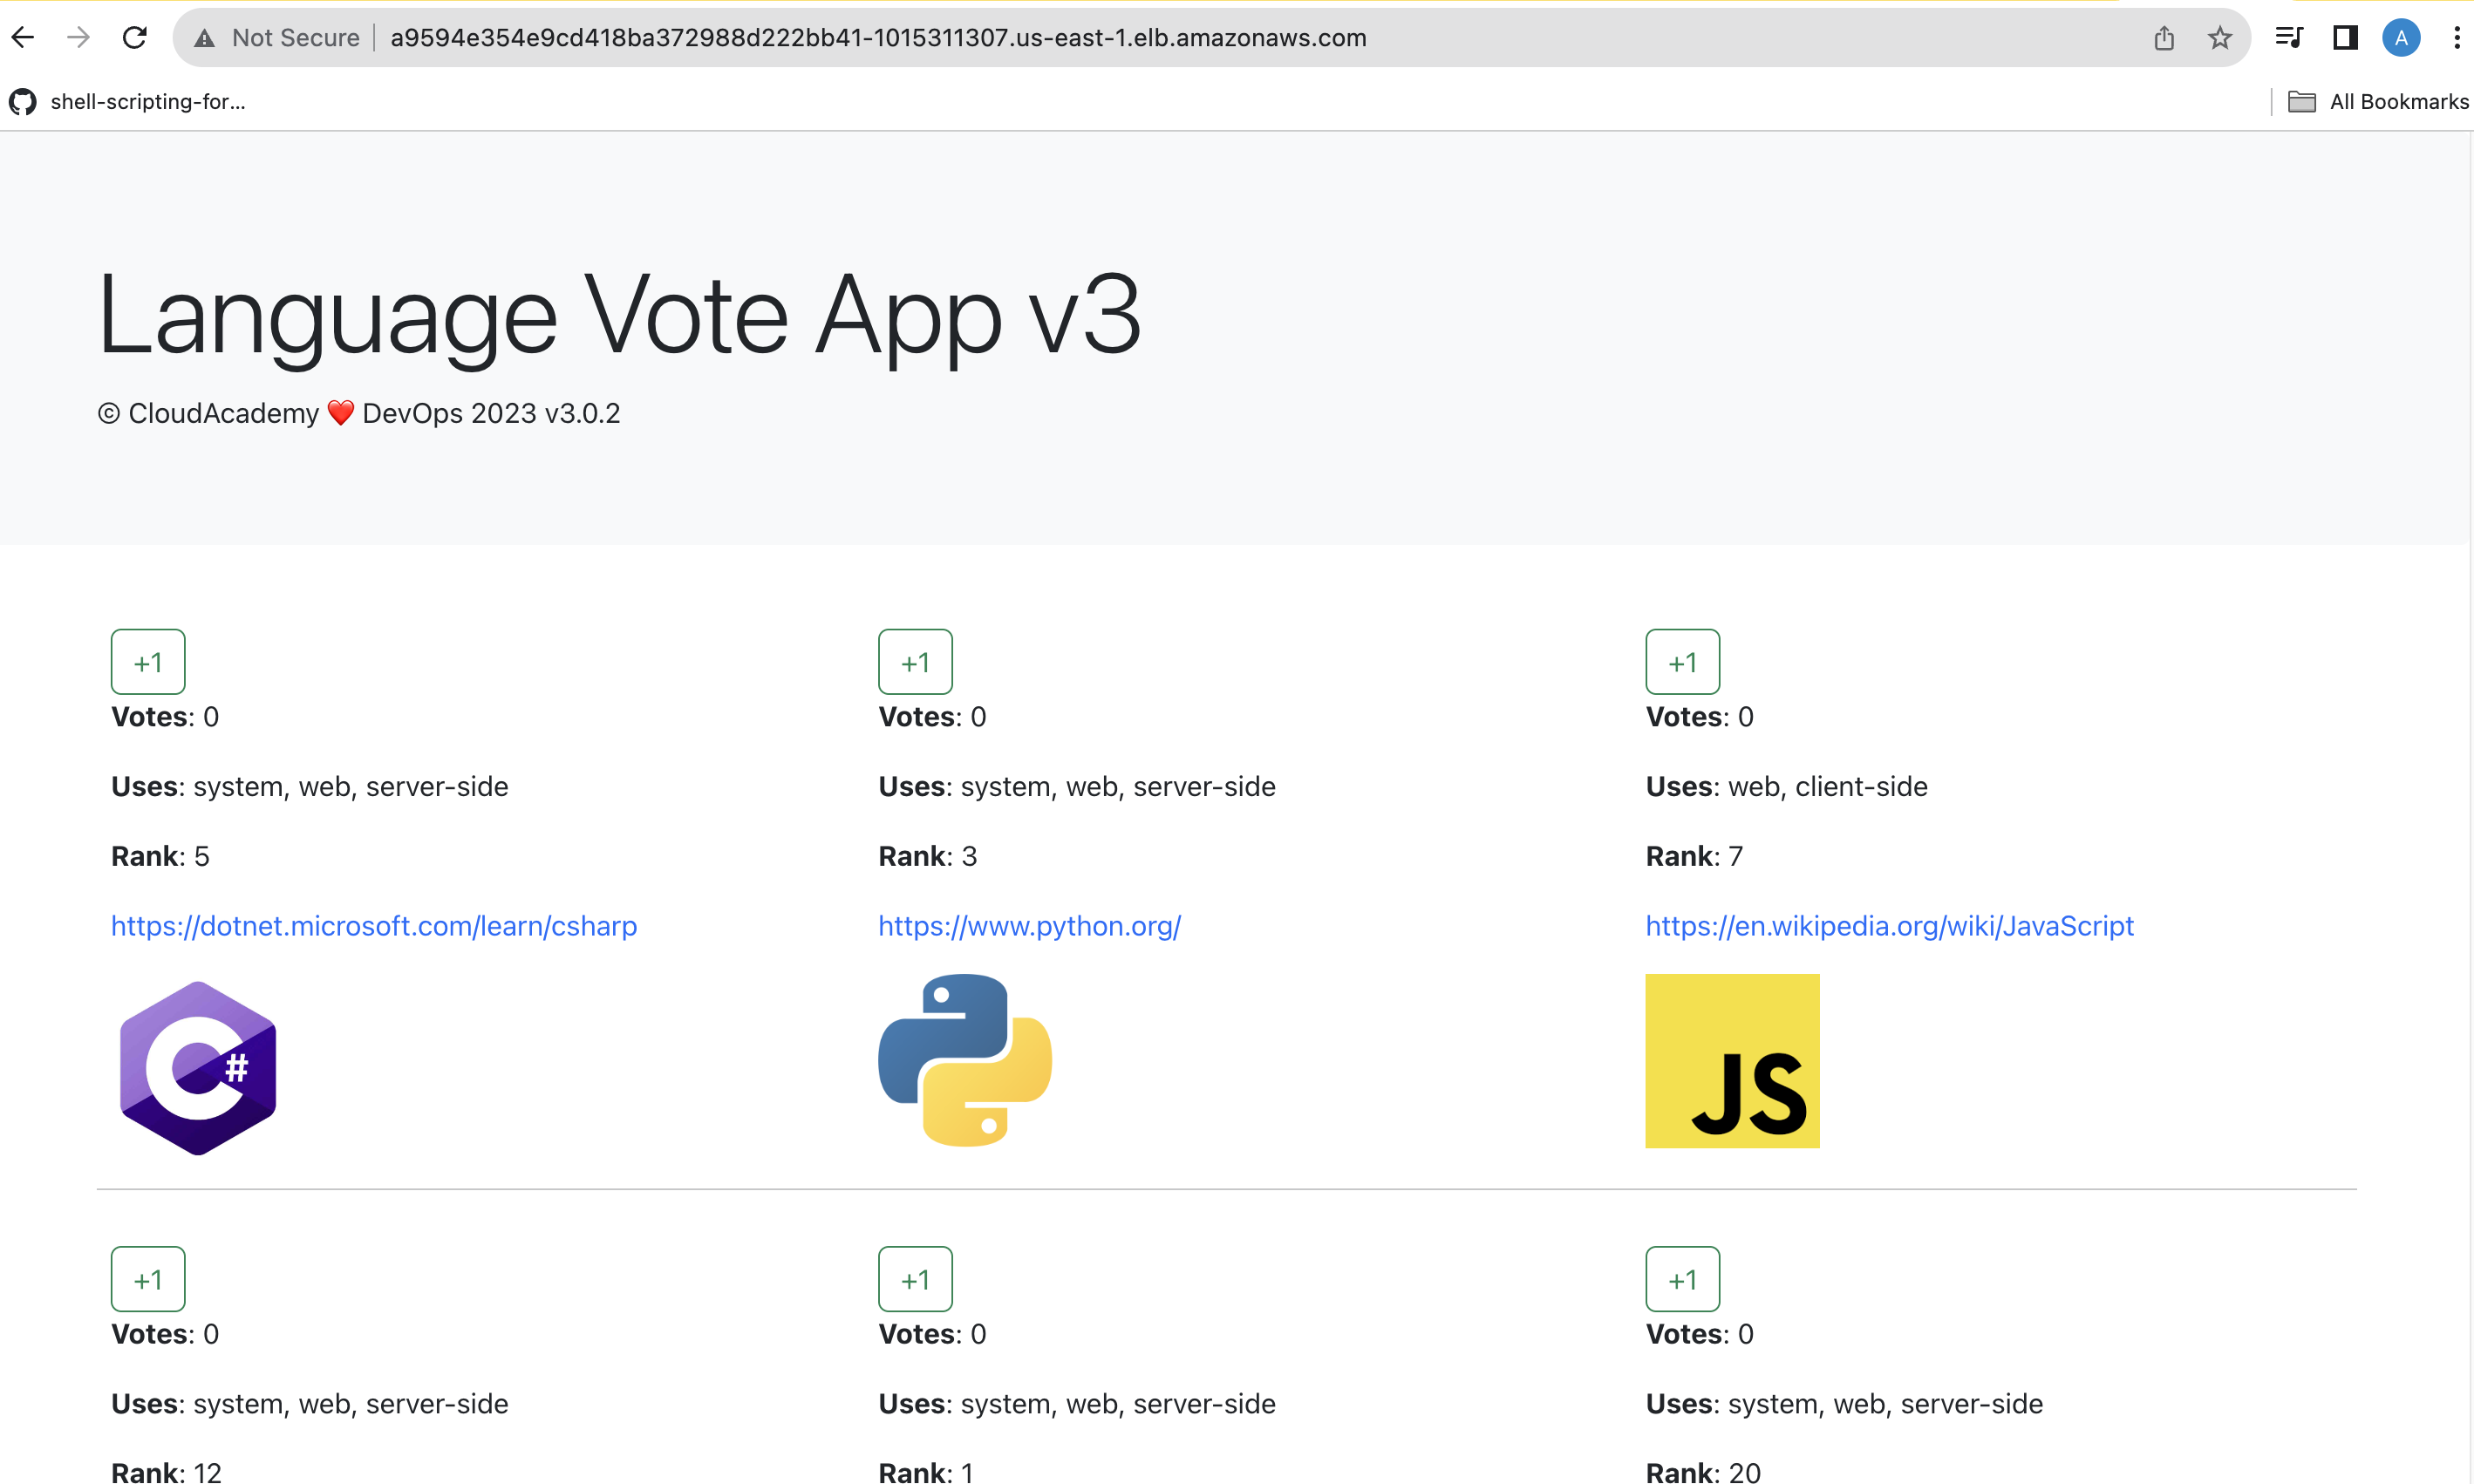 Not Secure
a9594e354e9cd418ba372988d222bb41-1015311307.us-east-1.elb.amazonaws.com
A
shell-scripting-for...
All Bookmarks
Language Vote App v3
© CloudAcademy ❤️ DevOps 2023 v3.0.2
+1
Votes: 0
Uses: system, web, server-side
Rank: 5
https://dotnet.microsoft.com/learn/csharp
C#
+1
Votes: 0
Uses: system, web, server-side
Rank: 3
https://www.python.org/
+1
Votes: 0
Uses: web, client-side
Rank: 7
https://en.wikipedia.org/wiki/JavaScript
JS
+1
Votes: 0
Uses: system, web, server-side
Rank: 12
+1
Votes: 0
Uses: system, web, server-side
Rank: 1
+1
Votes: 0
Uses: system, web, server-side
Rank: 20